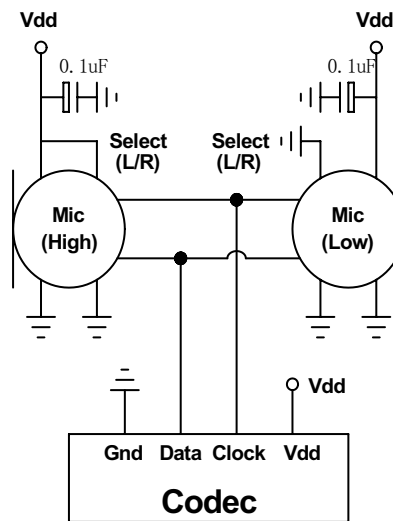 Vdd
Vdd
0.1uF
0.1uF
Select
(L/R)
Select
(L/R)
Mic
(High)
Mic
(Low)
Vdd
Gnd Data Clock Vdd
Codec